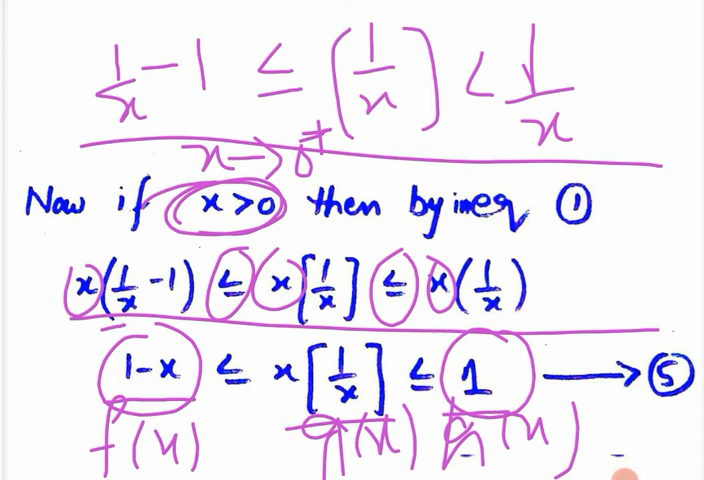 1/x - 1 ≤ [1/x] < 1/x
x → 0⁺
Now if x > 0 then by ineq ①
x(1/x - 1) ≤ x[1/x] ≤ x(1/x)
1-x ≤ x[1/x] ≤ 1 ⟶ ⑤
f(x) g(x) h(x)